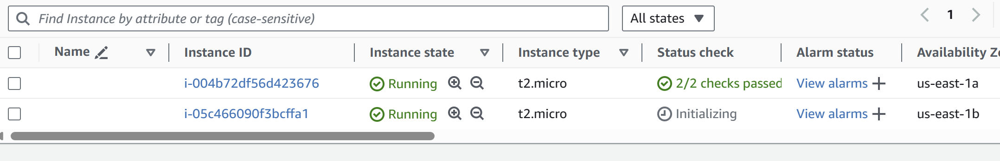 Find Instance by attribute or tag (case-sensitive) All states 1
Name Instance ID Instance state Instance type Status check Alarm status Availability Z
i-004b72df56d423676 Running t2.micro 2/2 checks passed View alarms us-east-1a
i-05c466090f3bcffa1 Running t2.micro Initializing View alarms us-east-1b